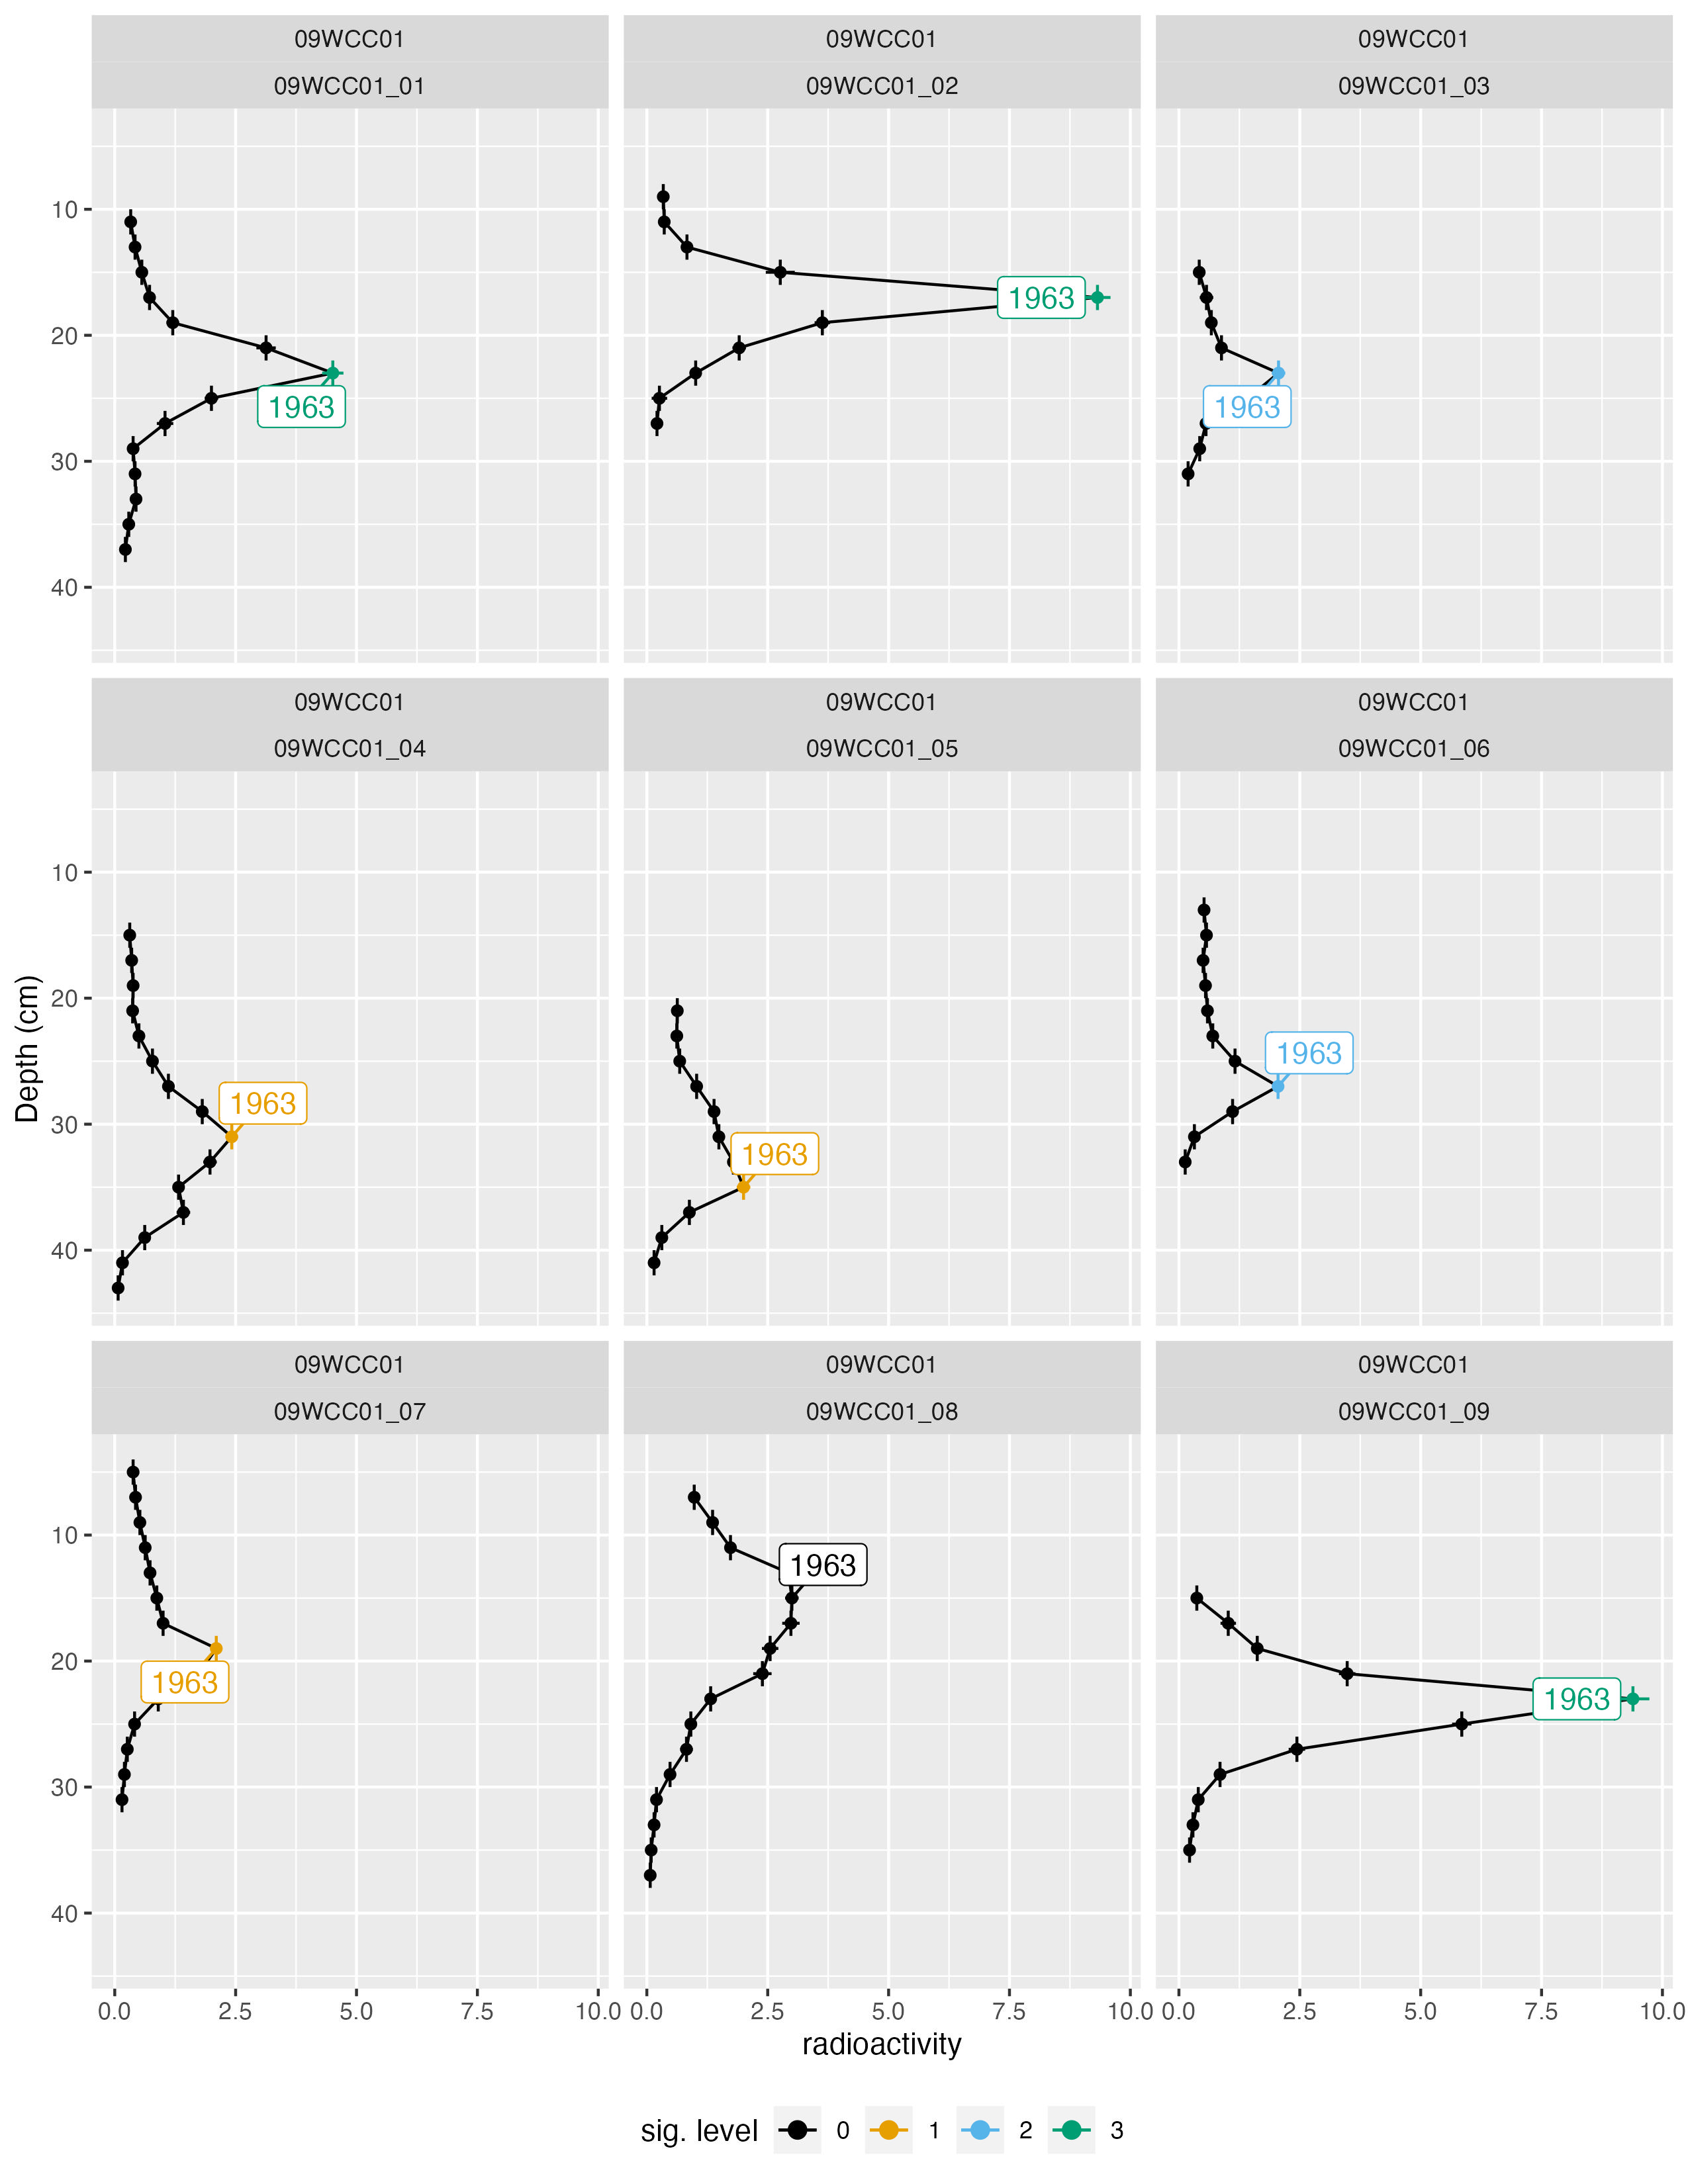 09WCC01 09WCC01 09WCC01
09WCC01_01 09WCC01_02 09WCC01_03
10
20
30
40
1963
1963
1963
09WCC01 09WCC01 09WCC01
09WCC01_04 09WCC01_05 09WCC01_06
Depth (cm)
10
20
30
40
1963
1963
1963
09WCC01 09WCC01 09WCC01
09WCC01_07 09WCC01_08 09WCC01_09
10
20
30
40
1963
1963
1963
0.0 2.5 5.0 7.5 10.0 0.0 2.5 5.0 7.5 10.0 0.0 2.5 5.0 7.5 10.0
radioactivity
sig. level 0 1 2 3